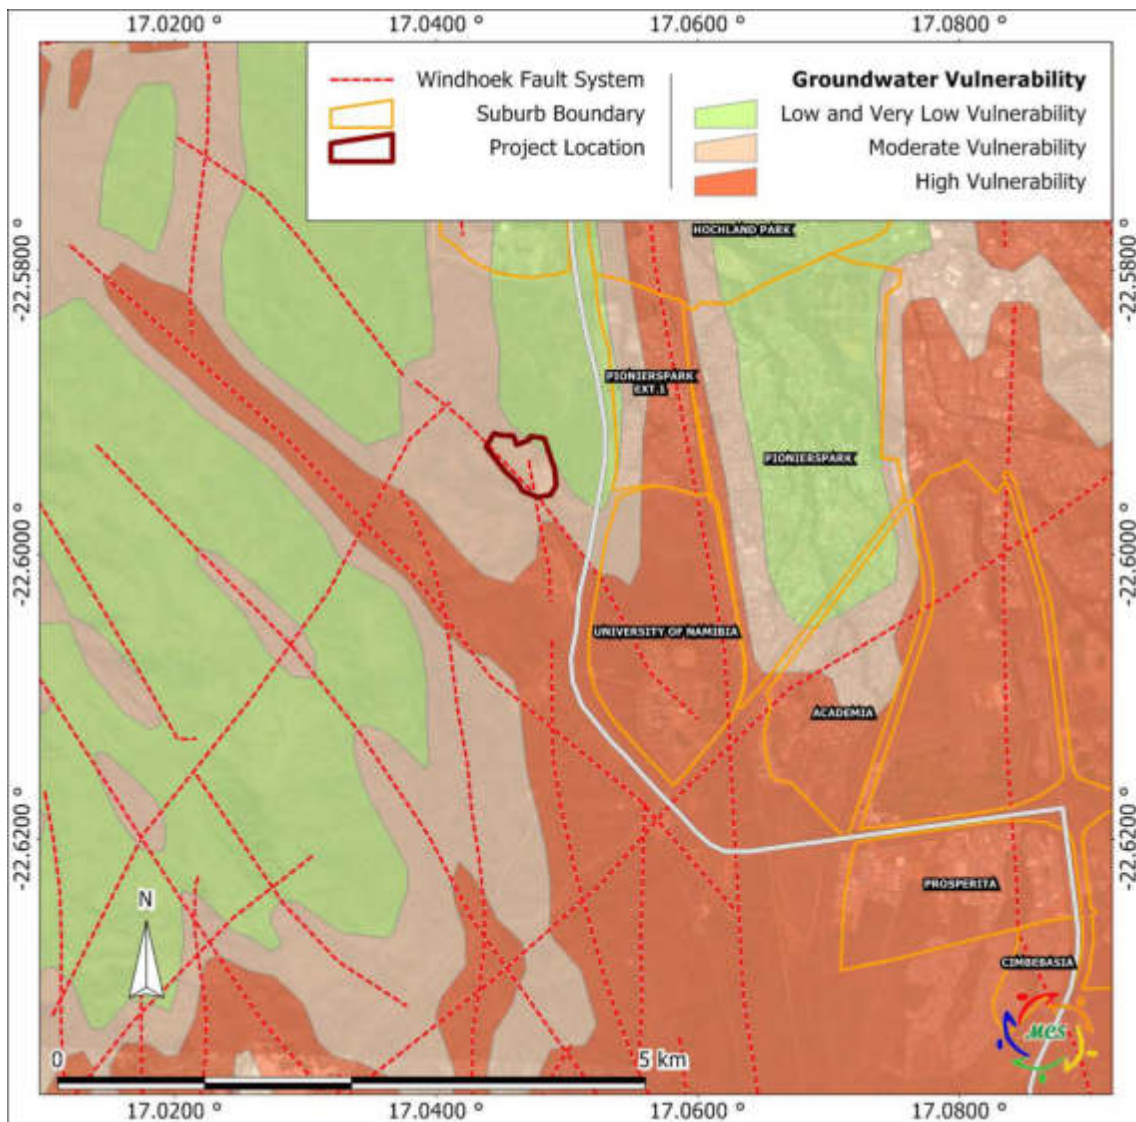 17.0200 °
17.0400 °
17.0600 °
17.0800 °
Windhoek Fault System
Suburb Boundary
Project Location
Groundwater Vulnerability
Low and Very Low Vulnerability
Moderate Vulnerability
High Vulnerability
HOCHLAND PARK
-22.5800 °
-22.5800 °
PIONIERSPARK
EXT.1
PIONIERSPARK
-22.6000 °
-22.6000 °
UNIVERSITY OF NAMIBIA
ACADEMIA
-22.6200 °
-22.6200 °
PROSPERITA
N
CIMBEBASIA
MCS
0
5 km
17.0200 °
17.0400 °
17.0600 °
17.0800 °